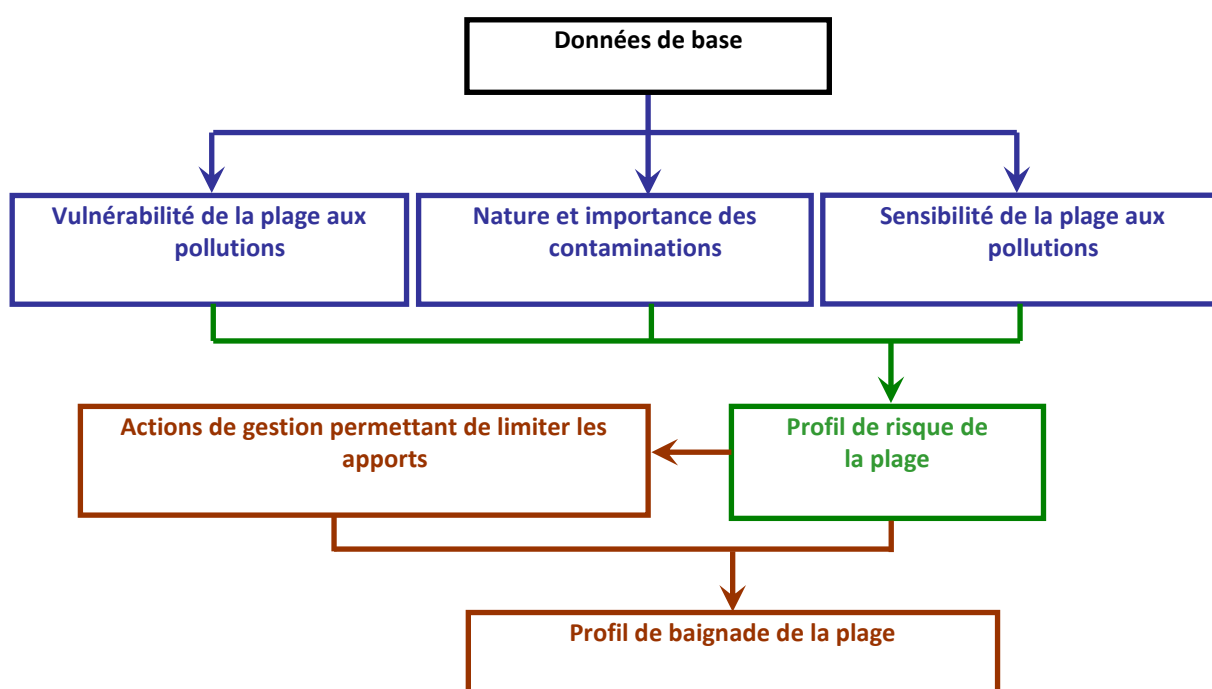 Données de base
Vulnérabilité de la plage aux
pollutions
Nature et importance des
contaminations
Sensibilité de la plage aux
pollutions
Actions de gestion permettant de limiter les
apports
Profil de risque de
la plage
Profil de baignade de la plage